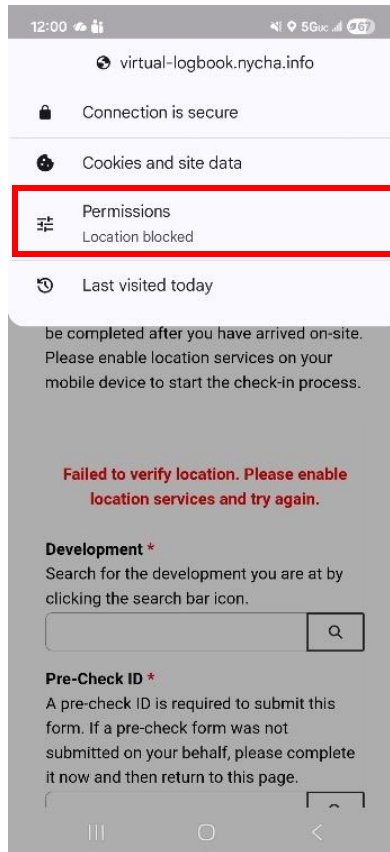 12:00 5Guc 67
virtual-logbook.nycha.info
Connection is secure
Cookies and site data
Permissions
Location blocked
Last visited today
be completed after you have arrived on-site.
Please enable location services on your
mobile device to start the check-in process.
Failed to verify location. Please enable
location services and try again.
Development *
Search for the development you are at by
clicking the search bar icon.
Pre-Check ID *
A pre-check ID is required to submit this
form. If a pre-check form was not
submitted on your behalf, please complete
it now and then return to this page.